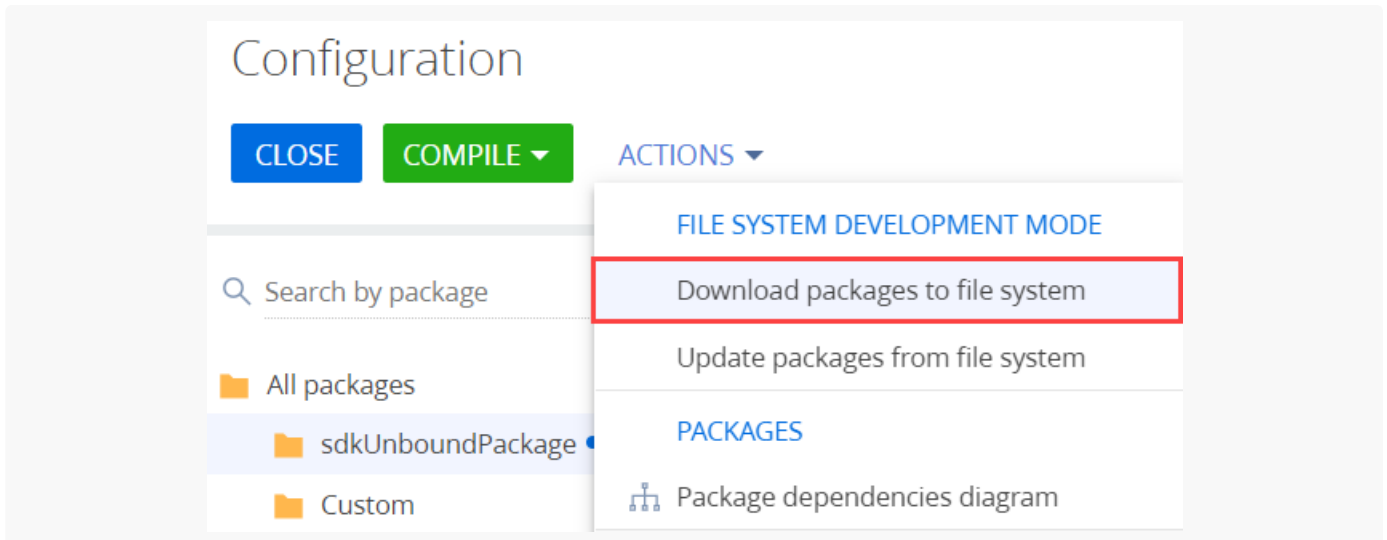 Configuration
CLOSE COMPILE ACTIONS
FILE SYSTEM DEVELOPMENT MODE
Search by package
Download packages to file system
Update packages from file system
All packages
sdkUnboundPackage
PACKAGES
Custom
Package dependencies diagram